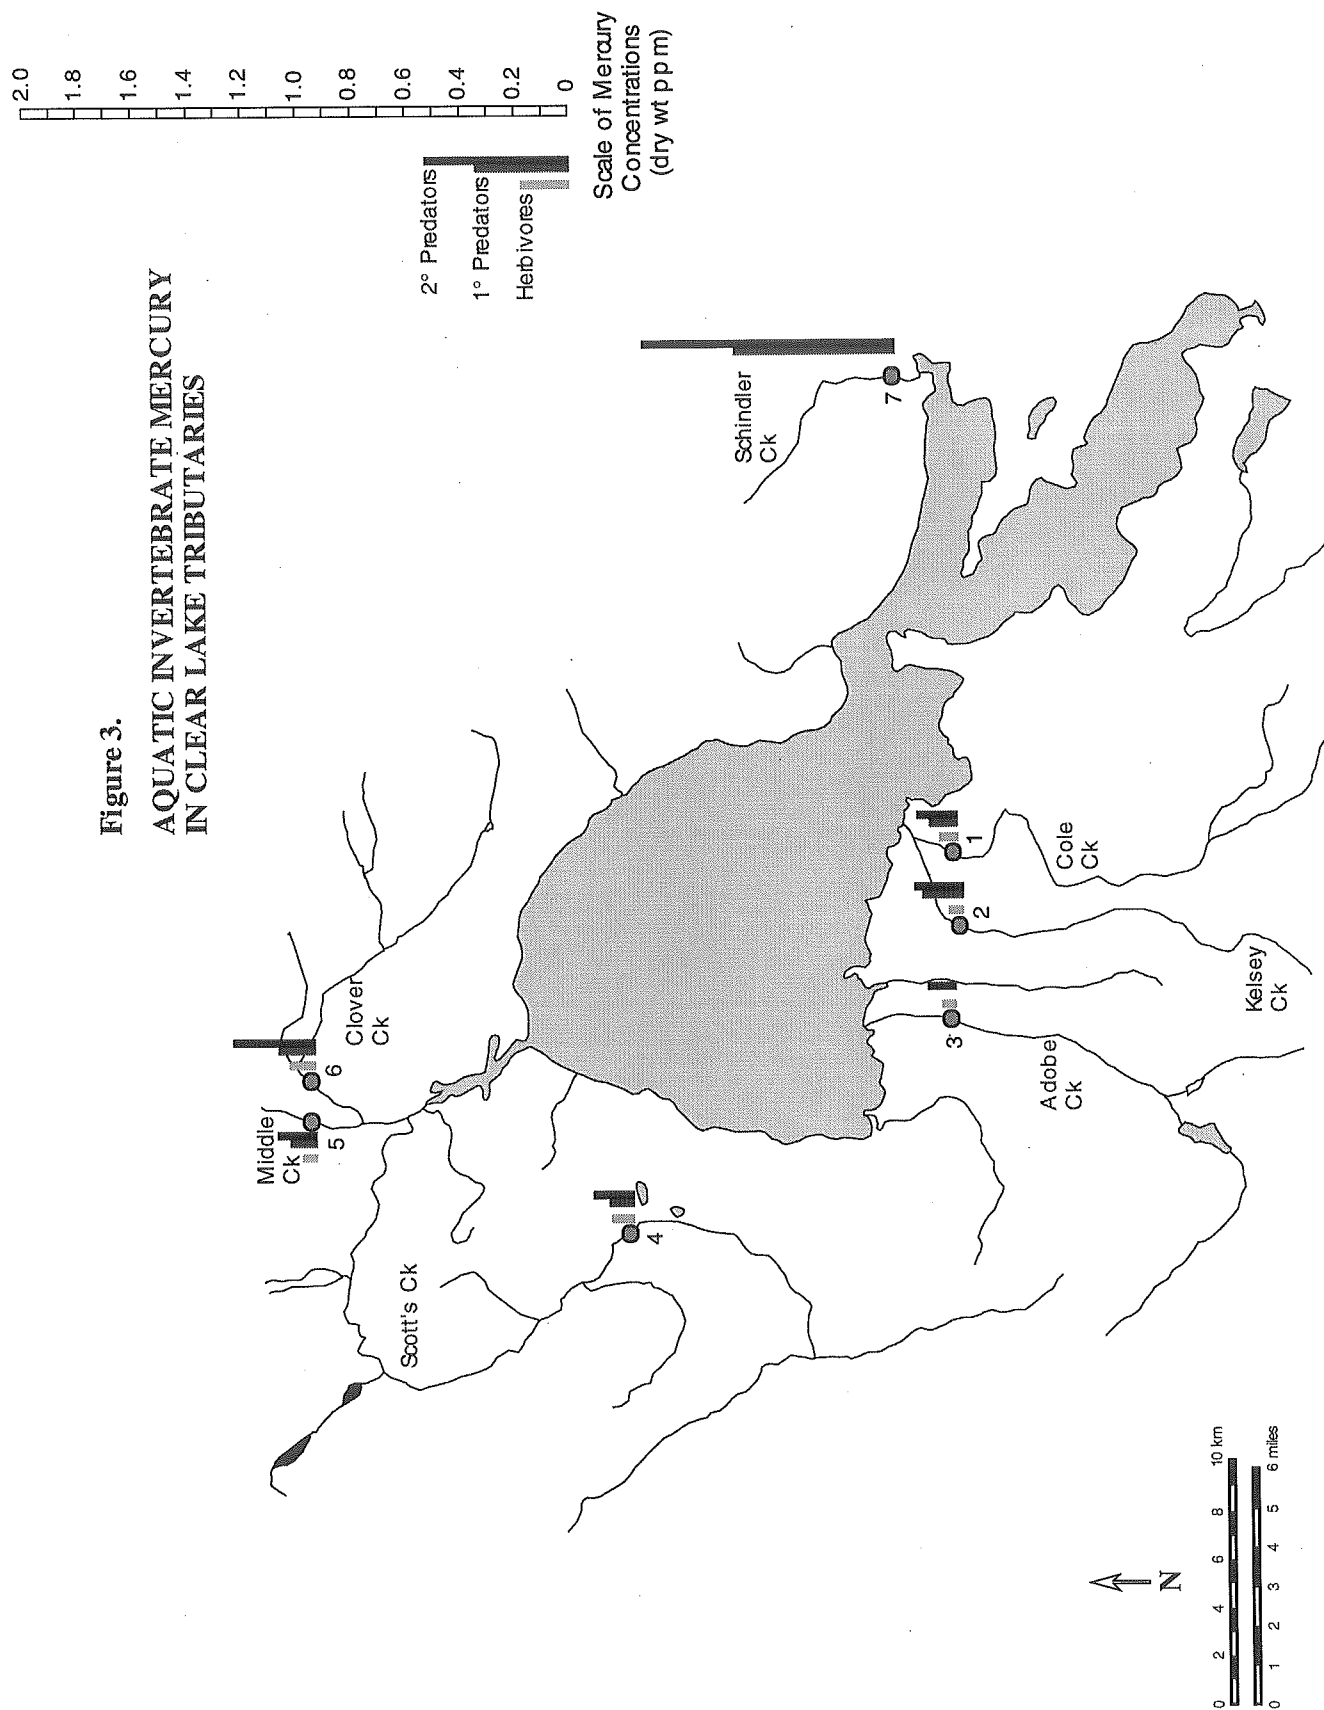 Figure 3.
AQUATIC INVERTEBRATE MERCURY
IN CLEAR LAKE TRIBUTARIES
2.0
1.8
1.6
1.4
1.2
1.0
0.8
0.6
0.4
0.2
0
2° Predators
1° Predators
Herbivores
Scale of Mercury
Concentrations
(dry wt ppm)
Middle
Ck
5
6
Clover
Ck
Scott's Ck
4
Schindler
Ck
7
3
Adobe
Ck
2
Kelsey
Ck
1
Cole
Ck
N
0 2 4 6 8 10 km
0 1 2 3 4 5 6 miles